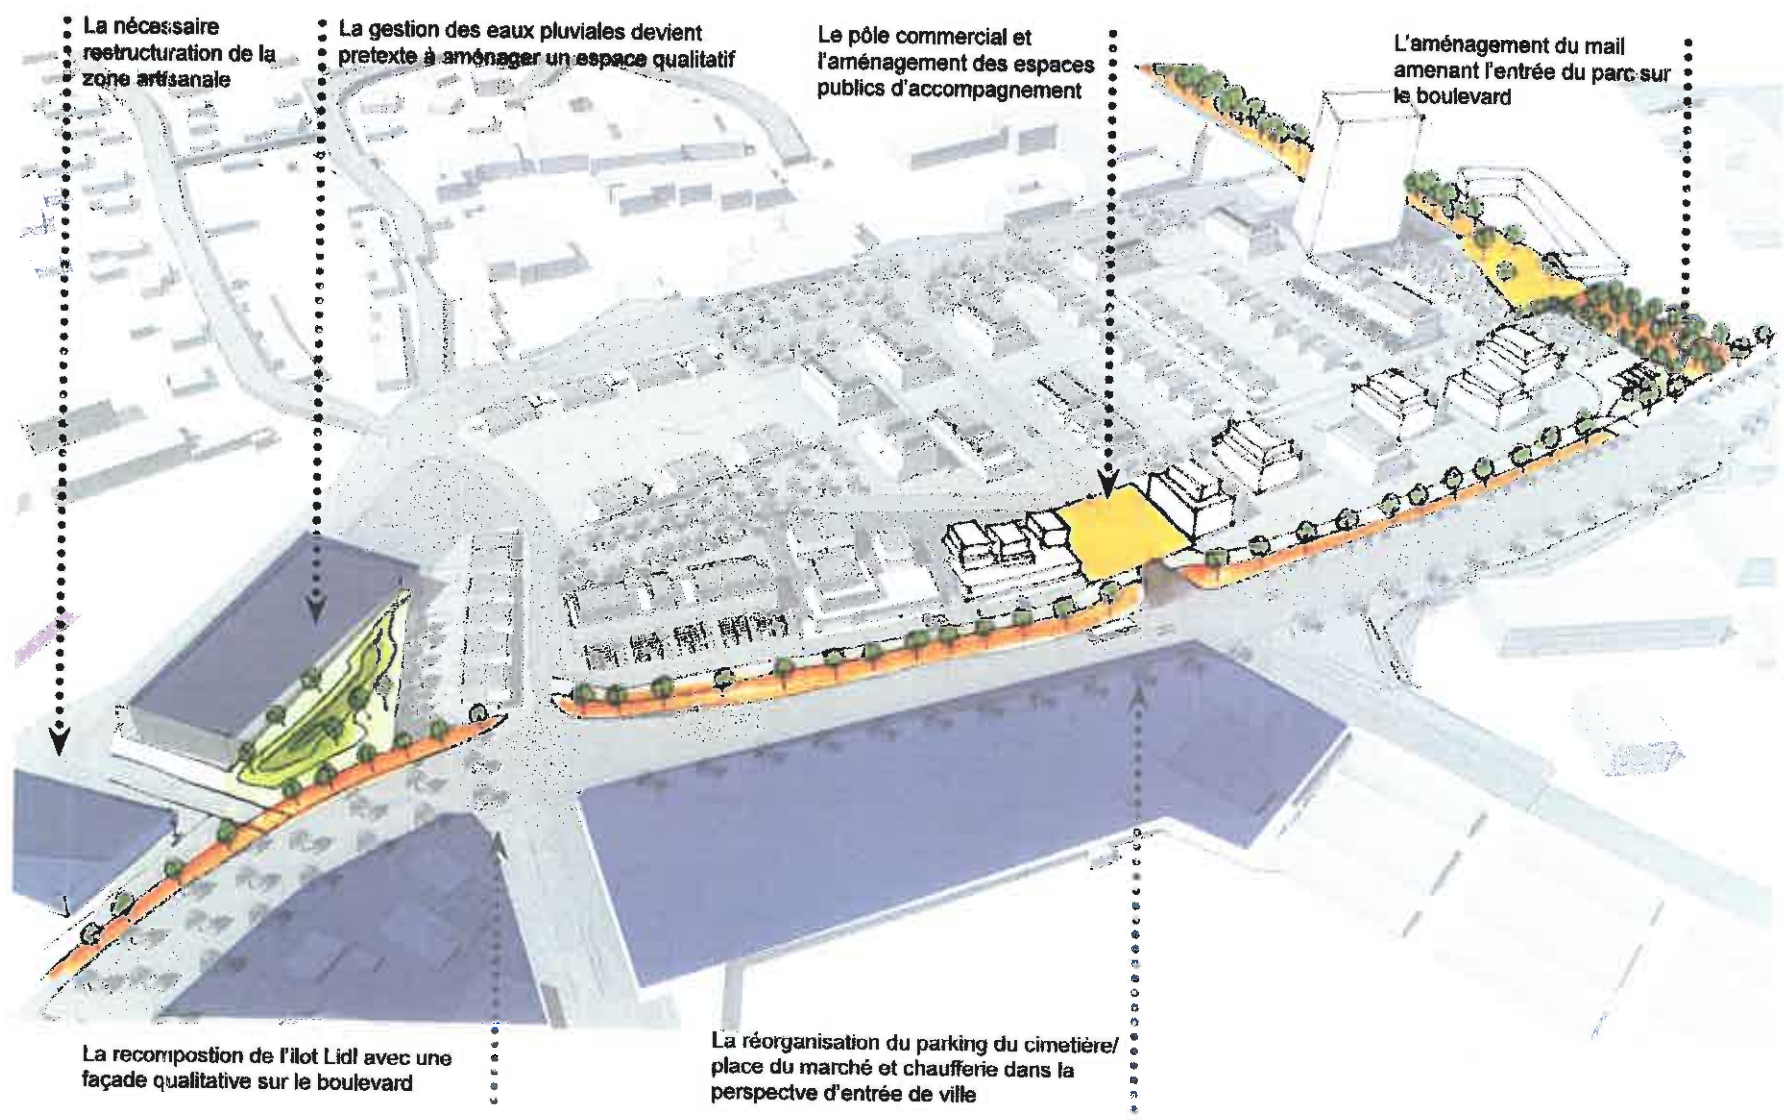 La nécessaire
restructuration de la
zone artisanale
La gestion des eaux pluviales devient
pretexte à aménager un espace qualitatif
Le pôle commercial et
l'aménagement des espaces
publics d'accompagnement
L'aménagement du mail
amenant l'entrée du parc sur
le boulevard
La recompostion de l'ilot Lidl avec une
façade qualitative sur le boulevard
La réorganisation du parking du cimetière/
place du marché et chaufferie dans la
perspectve d'entrée de ville